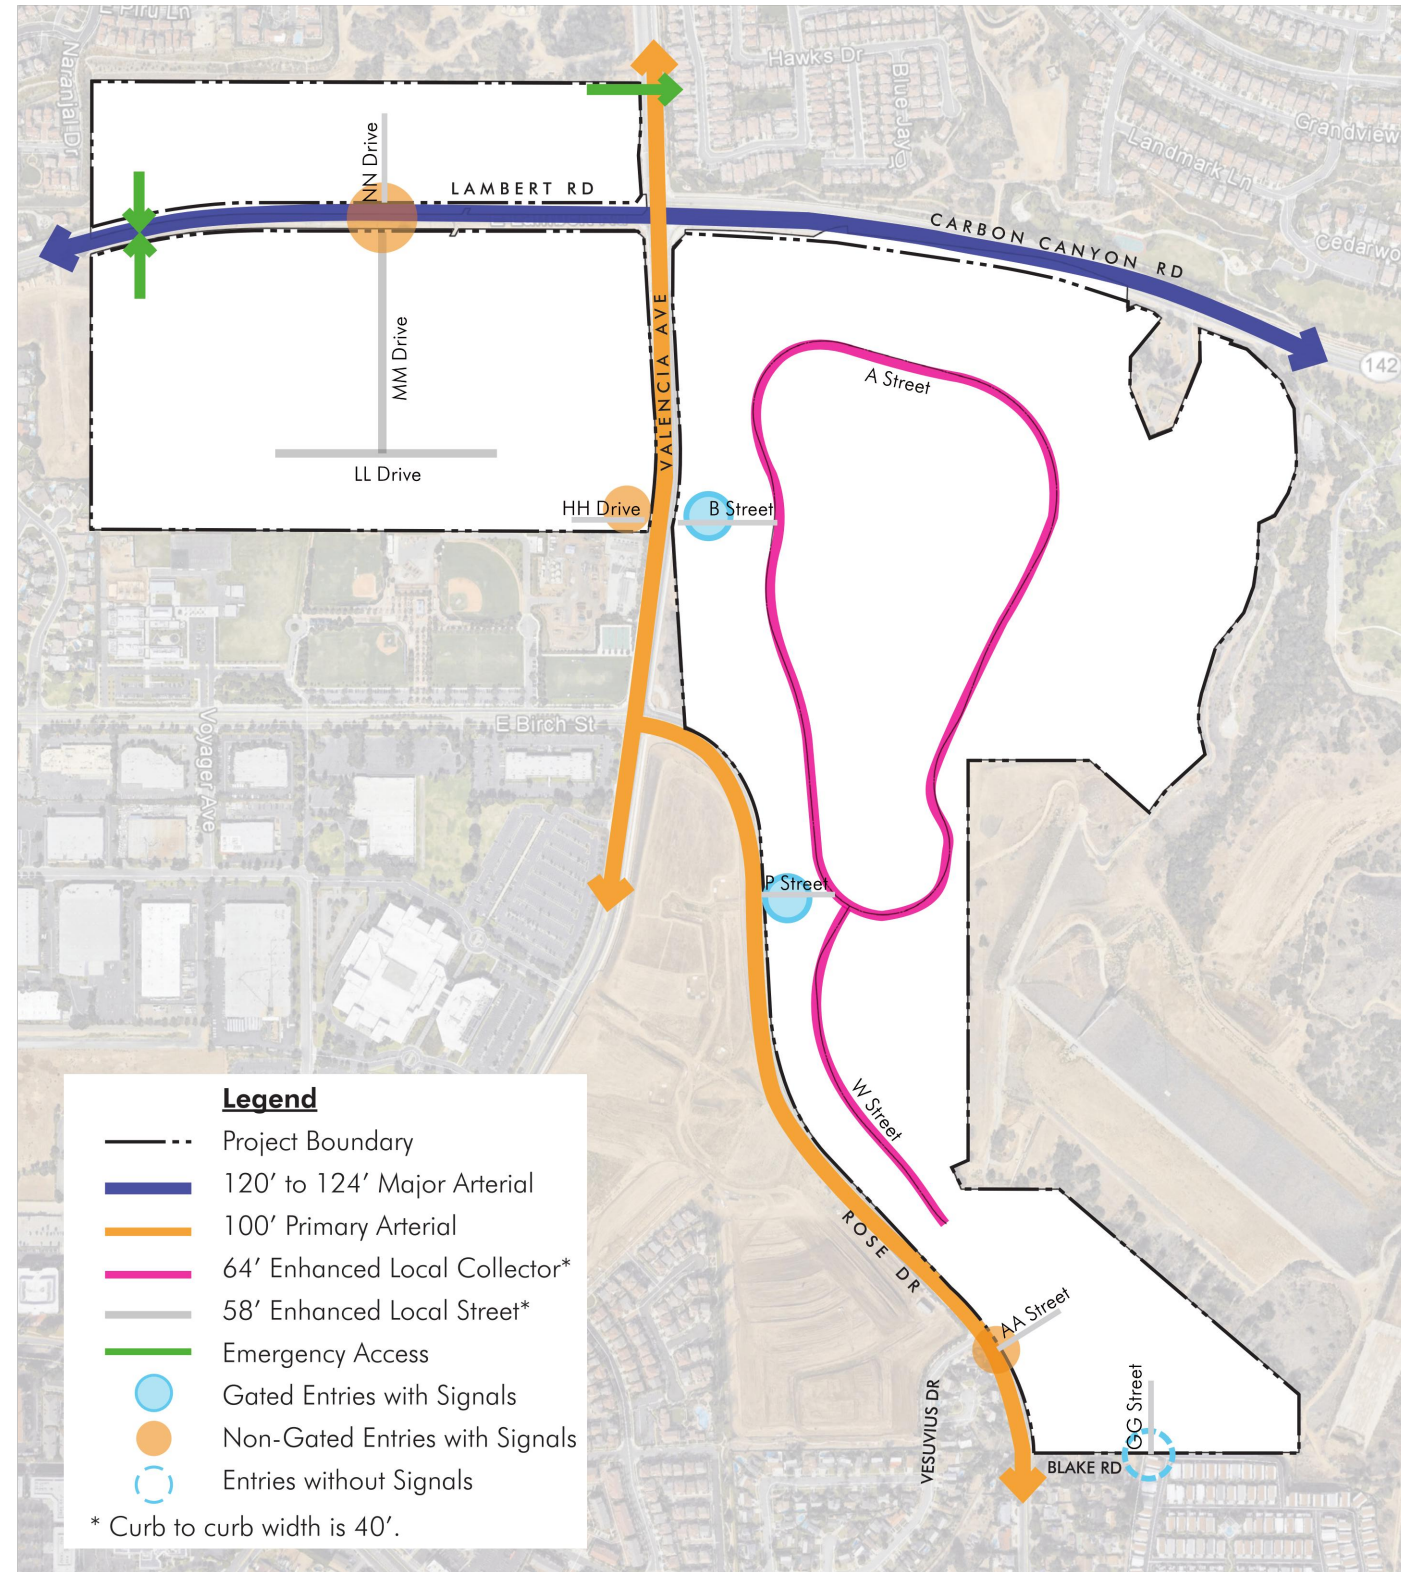 E Piru Ln
Naranjal Dr
Hawks Dr
Blue Jay D
Grandview
Landmark Ln
NN Drive
LAMBERT RD
CARBON CANYON RD
Cedarwo
142
MM Drive
VALENCIA AVE
A Street
LL Drive
HH Drive
B Street
E Birch St
Voyager Ave
P Street
W Street
ROSE DR
AA Street
VESUVIUS DR
GG Street
BLAKE RD
Legend
Project Boundary
120’ to 124’ Major Arterial
100’ Primary Arterial
64’ Enhanced Local Collector*
58’ Enhanced Local Street*
Emergency Access
Gated Entries with Signals
Non-Gated Entries with Signals
Entries without Signals
* Curb to curb width is 40’.